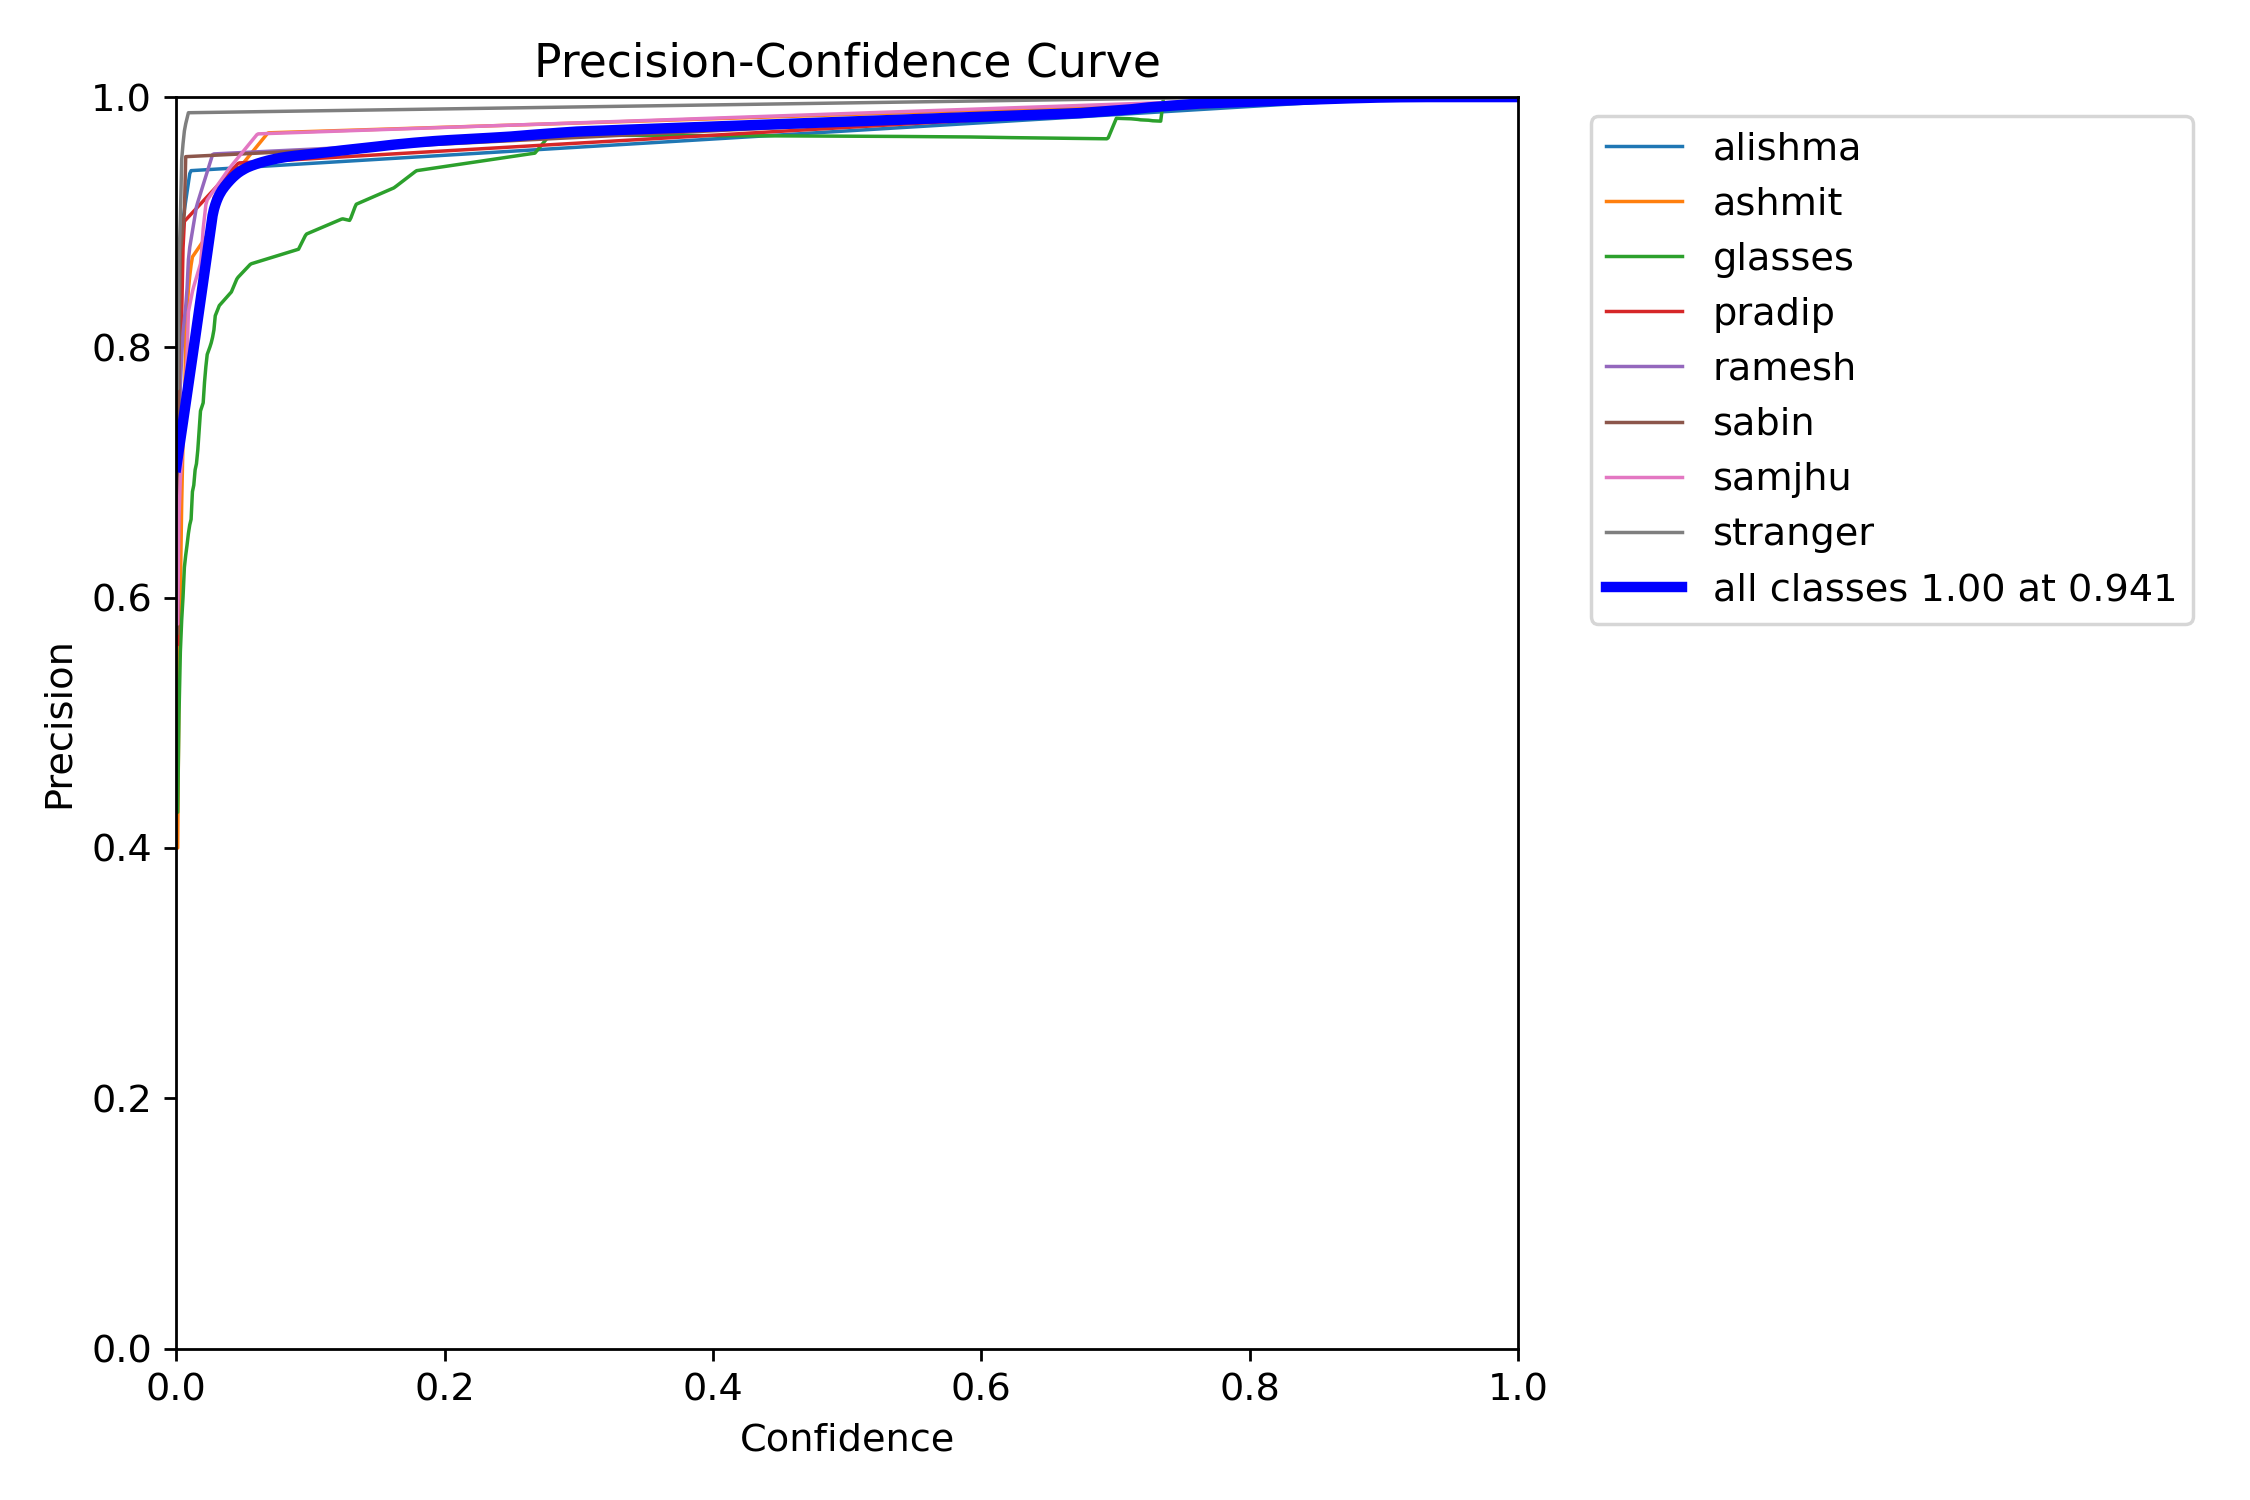 Precision-Confidence Curve
1.0
0.8
0.6
0.4
0.2
0.0
Precision
0.0 0.2 0.4 0.6 0.8 1.0
Confidence
alishma
ashmit
glasses
pradip
ramesh
sabin
samjhu
stranger
all classes 1.00 at 0.941